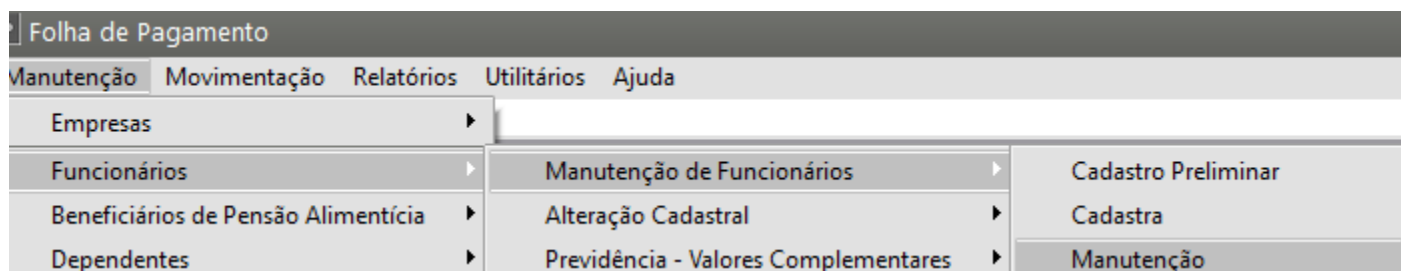 Folha de Pagamento
Manutenção Movimentação Relatórios Utilitários Ajuda
Empresas
Funcionários Manutenção de Funcionários Cadastro Preliminar
Beneficiários de Pensão Alimentícia Alteração Cadastral Cadastra
Dependentes Previdência - Valores Complementares Manutenção